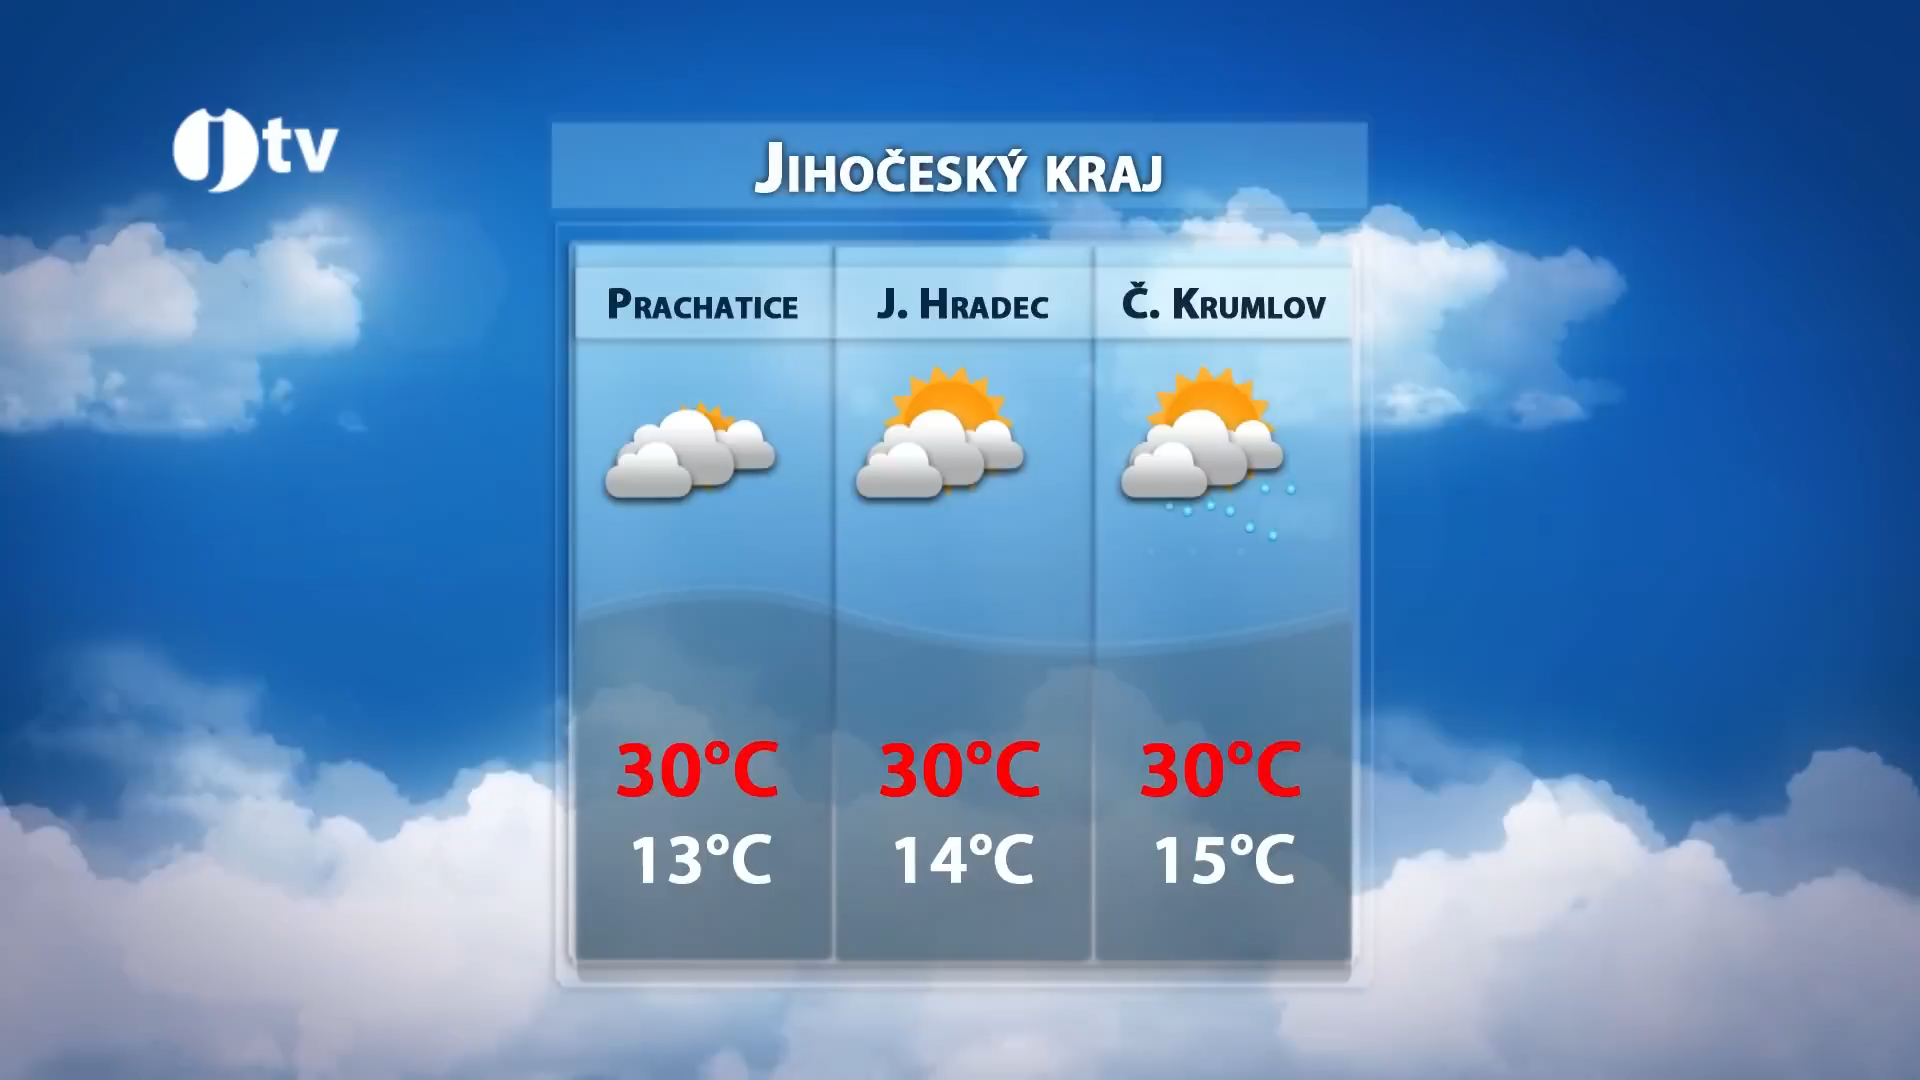 jtv
Jihočeský kraj
Prachatice
J. Hradec
Č. Krumlov
30°C
30°C
30°C
13°C
14°C
15°C